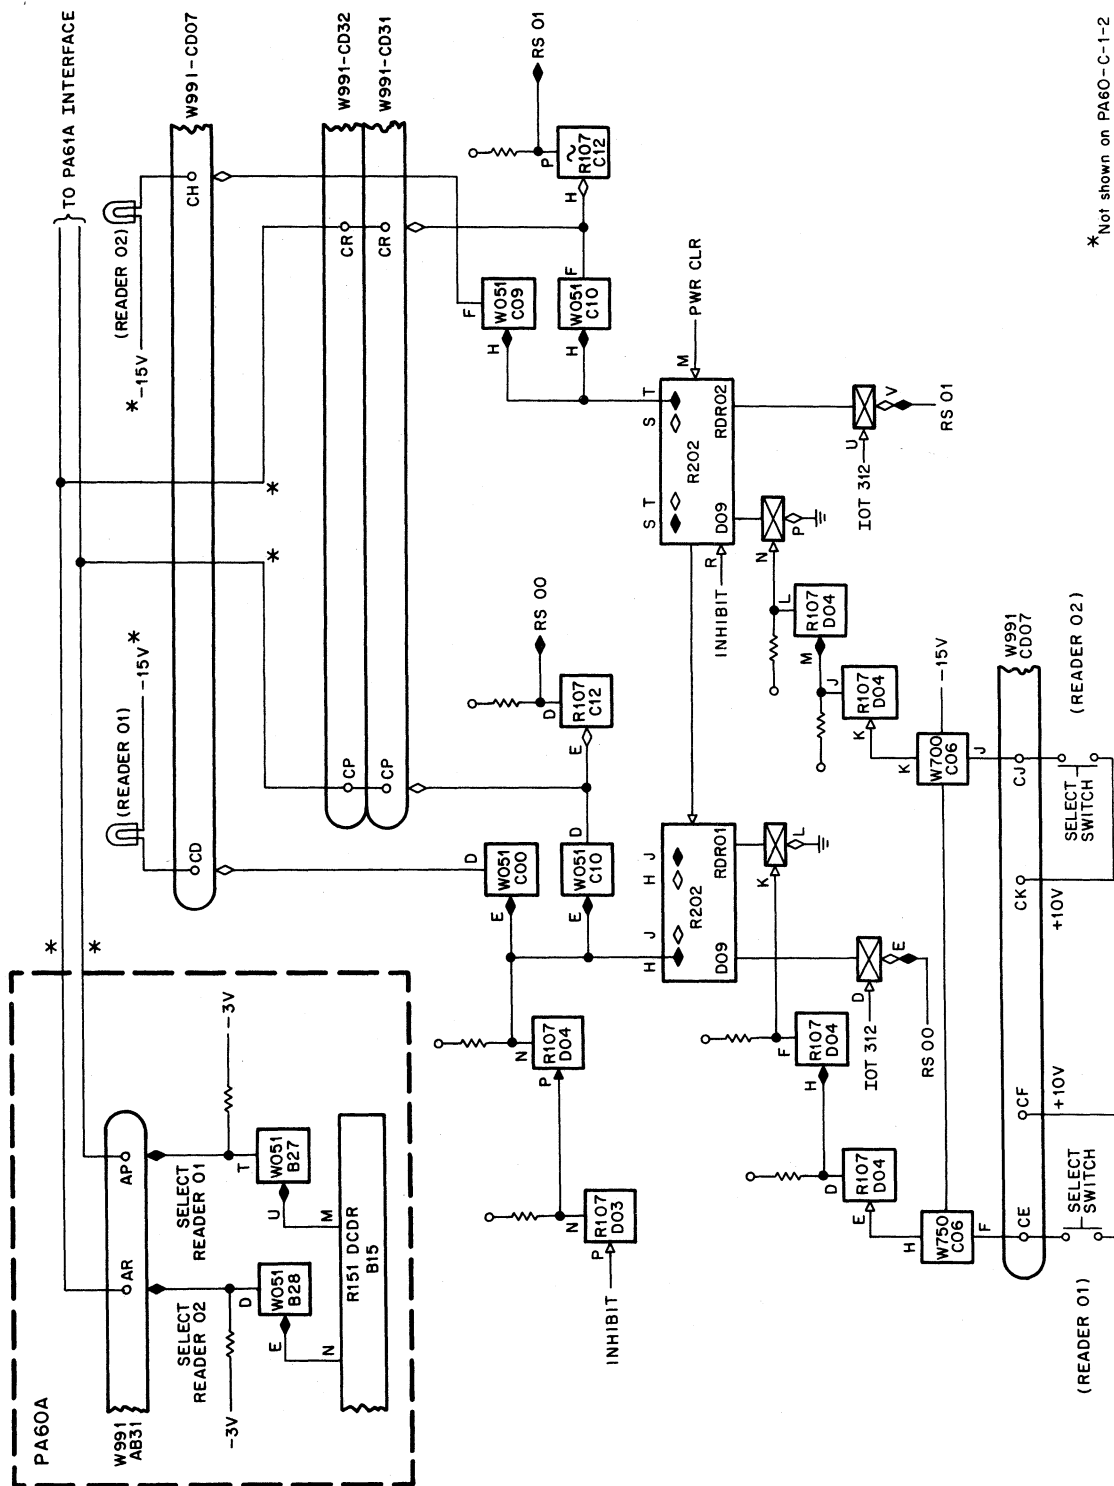 PA60A
W991
AB31
AR
AP
SELECT
READER 02
SELECT
READER 01
-3V
-3V
D
T
W051
B28
W051
B27
E
U
N
M
R151 DCDR
B15
*
*
TO PA61A INTERFACE
(READER 01)
-15V*
(READER 02)
*-15V
CD
CH
W991-CD07
*
*
CP
CR
W991-CD32
CP
CR
W991-CD31
D
W051
C00
E
D
W051
C10
E
RS 00
D
R107
C12
E
F
W051
C09
H
F
W051
C10
H
RS 01
P
~
R107
C12
H
INHIBIT
P
R107
D03
N
P
R107
D04
N
H J
H J
R202
D09
RDR01
S T
S T
R202
D09
RDR02
M
PWR CLR
INHIBIT
R
K
L
N
P
IOT 312
D
E
RS 00
IOT 312
U
V
RS 01
F
R107
D04
H
D
R107
D04
E
L
R107
D04
M
J
R107
D04
K
H
W750
C06
F
K
W700
C06
J
-15V
CE
CF
CK
CJ
W991
CD07
+10V
+10V
SELECT
SWITCH
SELECT
SWITCH
(READER 01)
(READER 02)
*Not shown on PA60-C-1-2